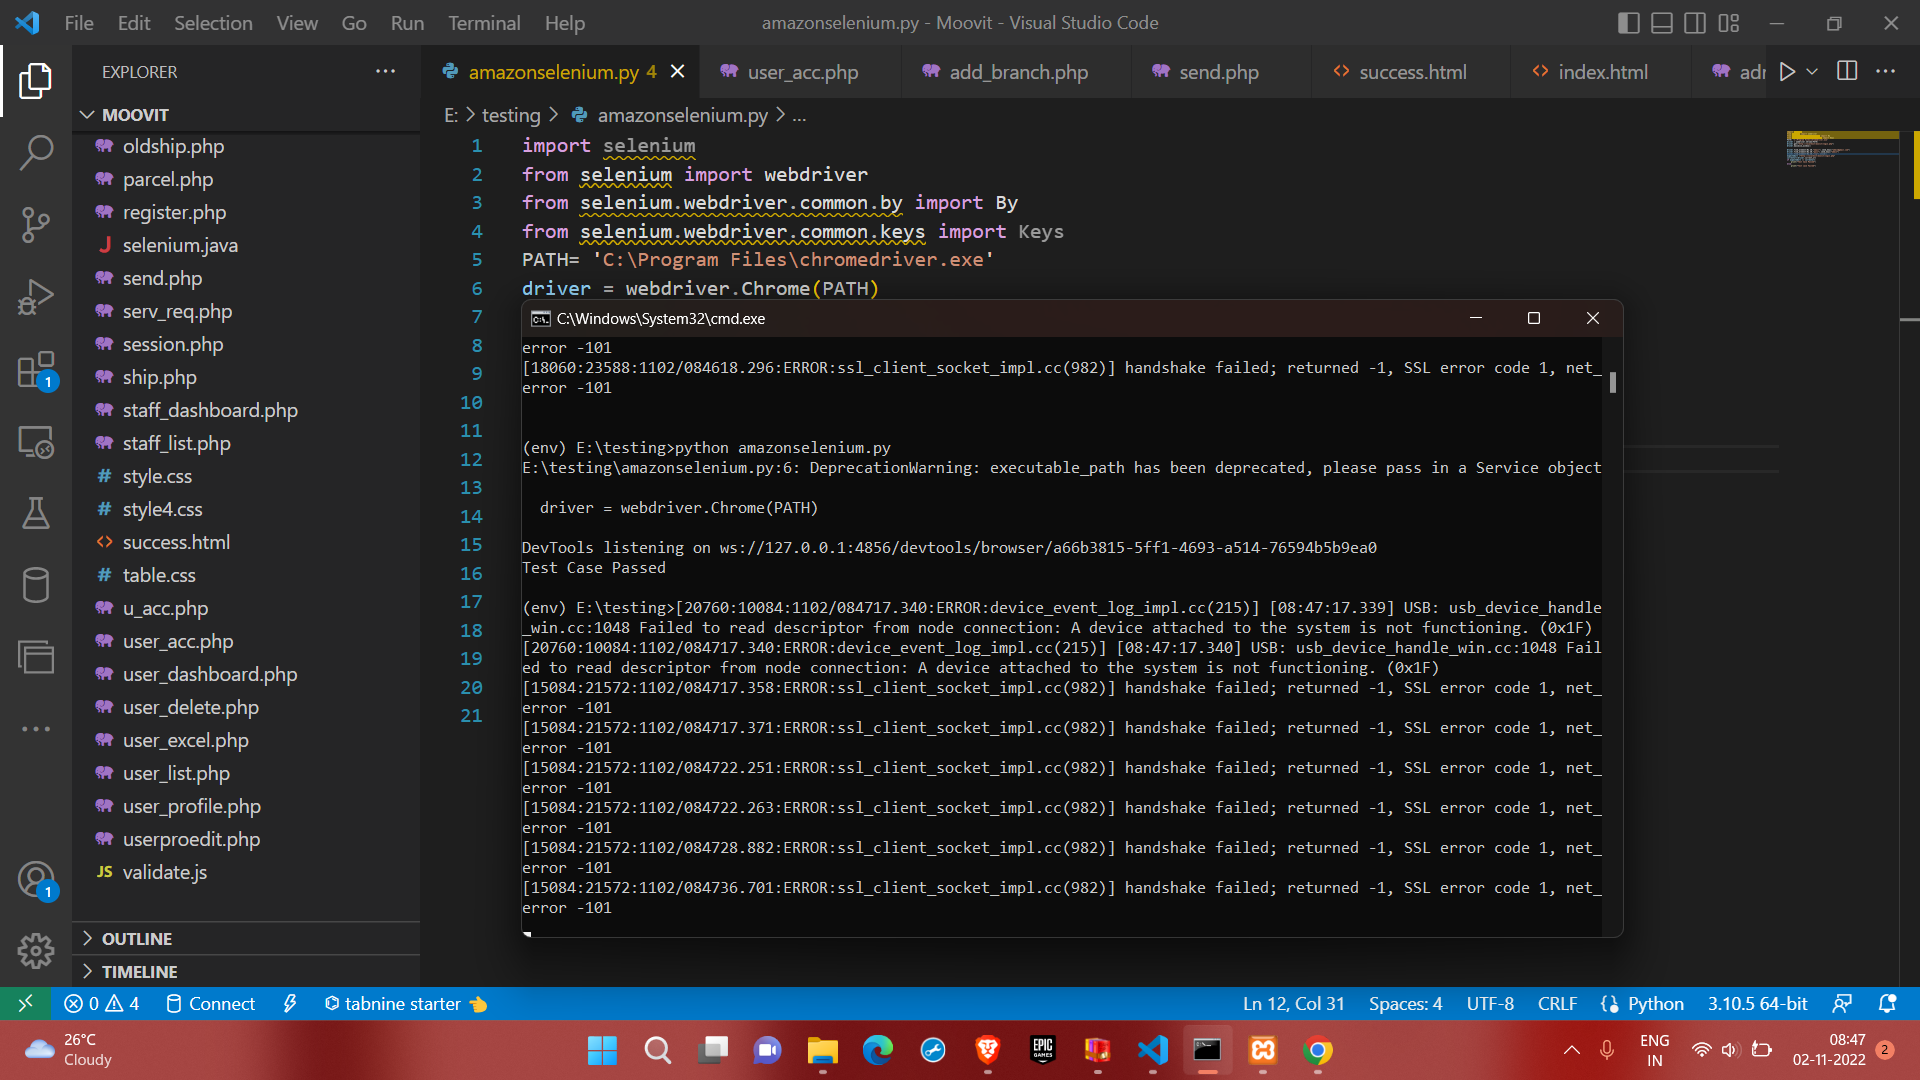 File Edit Selection View Go Run Terminal Help
amazonselenium.py - Moovit - Visual Studio Code
EXPLORER
amazonselenium.py 4
user_acc.php
add_branch.php
send.php
success.html
index.html
MOOVIT
oldship.php
parcel.php
register.php
selenium.java
send.php
serv_req.php
session.php
ship.php
staff_dashboard.php
staff_list.php
style.css
style4.css
success.html
table.css
u_acc.php
user_acc.php
user_dashboard.php
user_delete.php
user_excel.php
user_list.php
user_profile.php
userproedit.php
validate.js
OUTLINE
TIMELINE
1
1
E: > testing > amazonselenium.py > ...
1 import selenium
2 from selenium import webdriver
3 from selenium.webdriver.common.by import By
4 from selenium.webdriver.common.keys import Keys
5 PATH= 'C:\Program Files\chromedriver.exe'
6 driver = webdriver.Chrome(PATH)
7
8
9
10
11
12
13
14
15
16
17
18
19
20
21
C:\Windows\System32\cmd.exe
error -101
[18060:23588:1102/084618.296:ERROR:ssl_client_socket_impl.cc(982)] handshake failed; returned -1, SSL error code 1, net_
error -101
(env) E:\testing>python amazonselenium.py
E:\testing\amazonselenium.py:6: DeprecationWarning: executable_path has been deprecated, please pass in a Service object
driver = webdriver.Chrome(PATH)
DevTools listening on ws://127.0.0.1:4856/devtools/browser/a66b3815-5ff1-4693-a514-76594b5b9ea0
Test Case Passed
(env) E:\testing>[20760:10084:1102/084717.340:ERROR:device_event_log_impl.cc(215)] [08:47:17.339] USB: usb_device_handle
_win.cc:1048 Failed to read descriptor from node connection: A device attached to the system is not functioning. (0x1F)
[20760:10084:1102/084717.340:ERROR:device_event_log_impl.cc(215)] [08:47:17.340] USB: usb_device_handle_win.cc:1048 Fail
ed to read descriptor from node connection: A device attached to the system is not functioning. (0x1F)
[15084:21572:1102/084717.358:ERROR:ssl_client_socket_impl.cc(982)] handshake failed; returned -1, SSL error code 1, net_
error -101
[15084:21572:1102/084717.371:ERROR:ssl_client_socket_impl.cc(982)] handshake failed; returned -1, SSL error code 1, net_
error -101
[15084:21572:1102/084722.251:ERROR:ssl_client_socket_impl.cc(982)] handshake failed; returned -1, SSL error code 1, net_
error -101
[15084:21572:1102/084722.263:ERROR:ssl_client_socket_impl.cc(982)] handshake failed; returned -1, SSL error code 1, net_
error -101
[15084:21572:1102/084728.882:ERROR:ssl_client_socket_impl.cc(982)] handshake failed; returned -1, SSL error code 1, net_
error -101
[15084:21572:1102/084736.701:ERROR:ssl_client_socket_impl.cc(982)] handshake failed; returned -1, SSL error code 1, net_
error -101
0 4 Connect tabnine starter Ln 12, Col 31 Spaces: 4 UTF-8 CRLF Python 3.10.5 64-bit
26°C
Cloudy
EPIC
GAMES
ENG
IN
08:47
02-11-2022
2